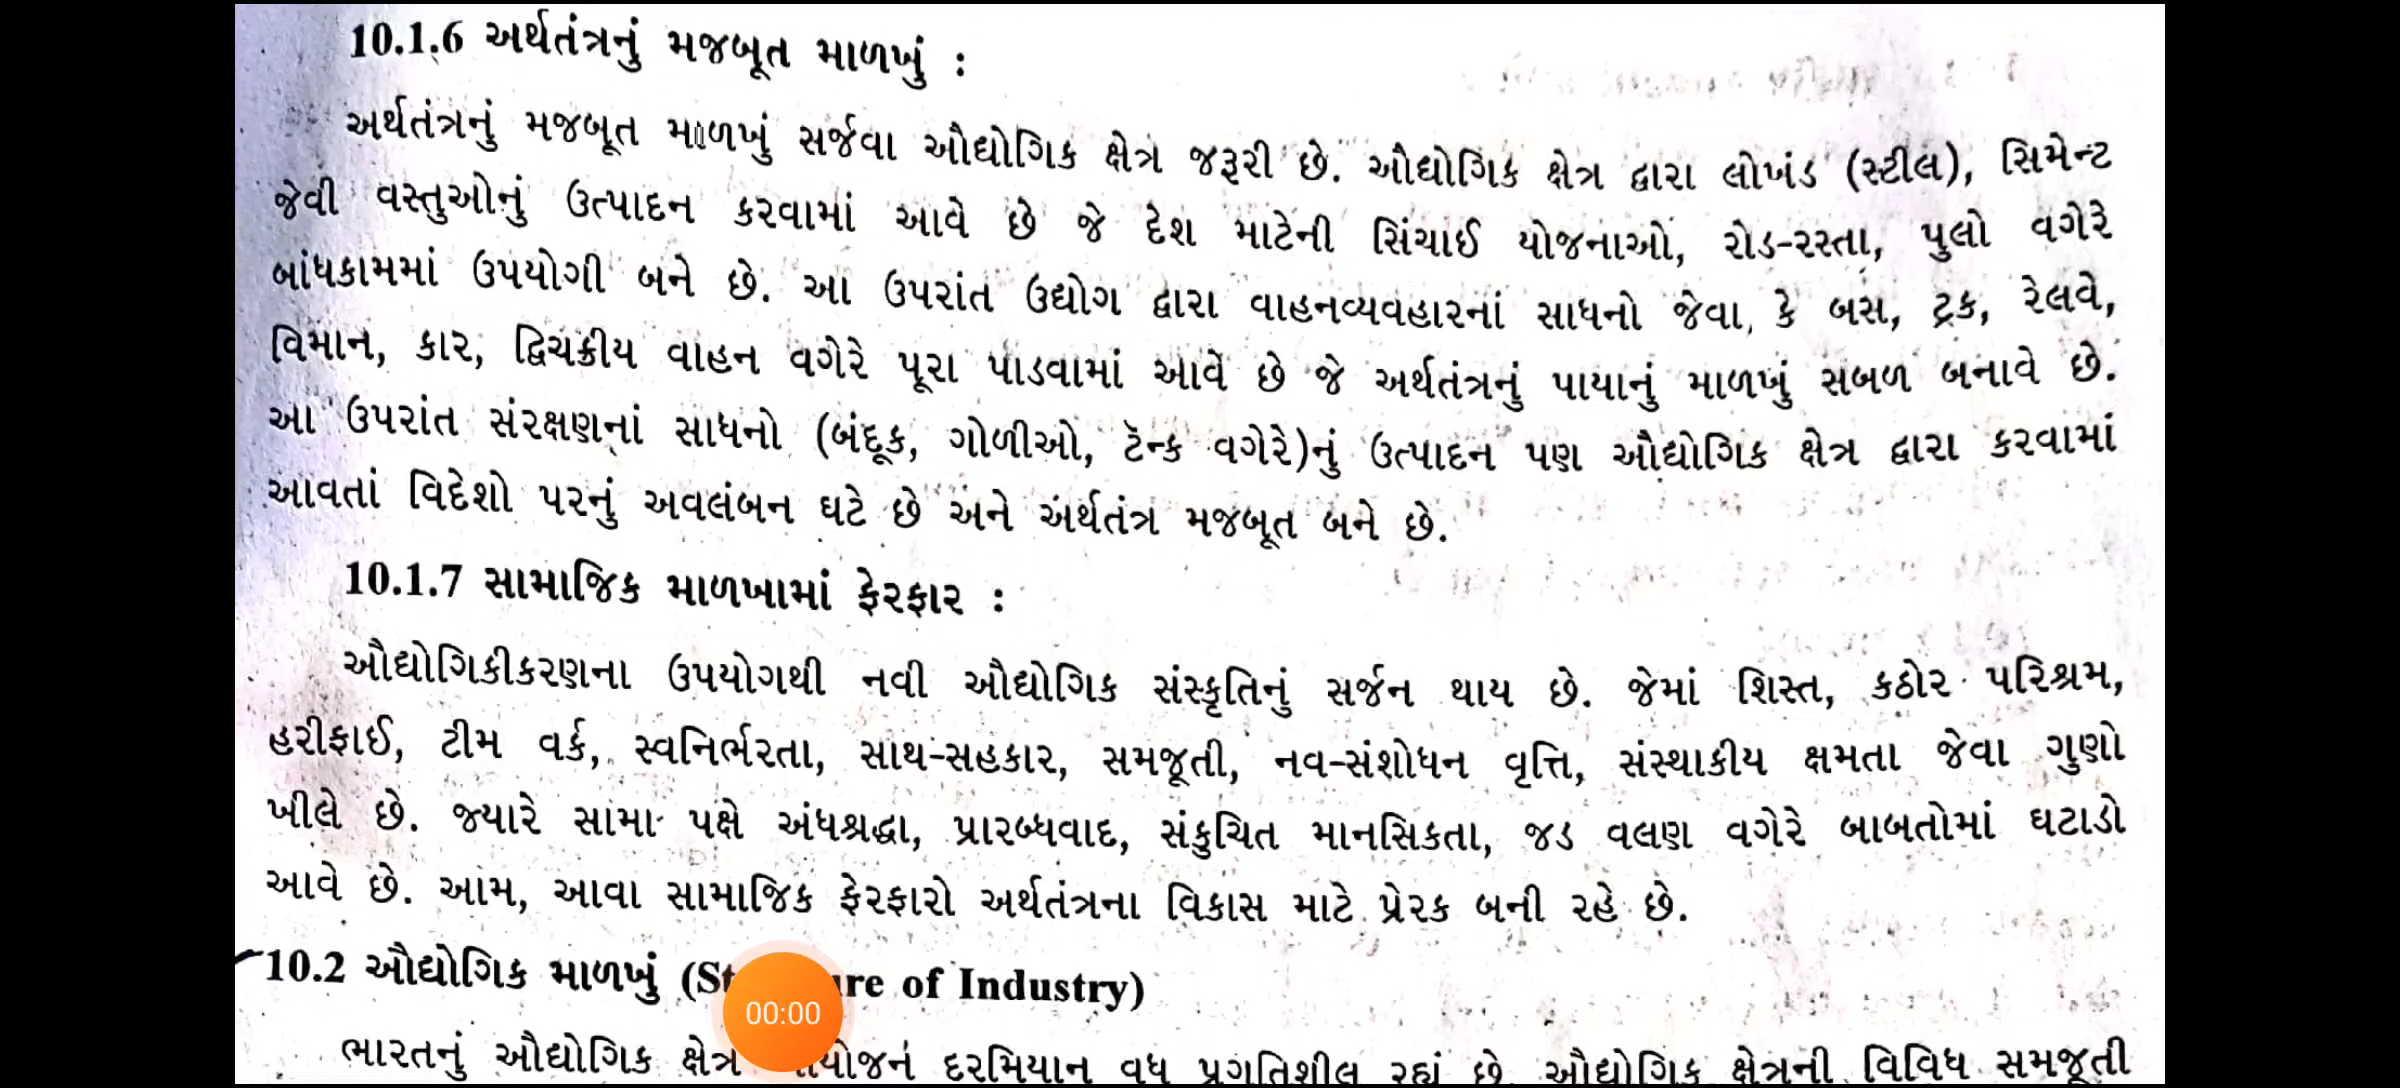 10.1.6 અર્થતંત્રનું મજબૂત માળખું :
અર્થતંત્રનું મજબૂત માળખું સર્જવા ઔદ્યોગિક ક્ષેત્ર જરૂરી છે. ઔદ્યોગિક ક્ષેત્ર દ્વારા લોખંડ (સ્ટીલ), સિમેન્ટ
જેવી વસ્તુઓનું ઉત્પાદન કરવામાં આવે છે જે દેશ માટેની સિંચાઈ યોજનાઓ, રોડ-રસ્તા, પુલો વગેરે
બાંધકામમાં ઉપયોગી બને છે. આ ઉપરાંત ઉદ્યોગ દ્વારા વાહનવ્યવહારનાં સાધનો જેવા કે બસ, ટ્રક, રેલવે,
વિમાન, કાર, દ્વિચક્રીય વાહન વગેરે પૂરા પાડવામાં આવે છે જે અર્થતંત્રનું પાયાનું માળખું સબળ બનાવે છે.
આ ઉપરાંત સંરક્ષણનાં સાધનો (બંદૂક, ગોળીઓ, ટૅન્ક વગેરે)નું ઉત્પાદન પણ ઔદ્યોગિક ક્ષેત્ર દ્વારા કરવામાં
આવતાં વિદેશો પરનું અવલંબન ઘટે છે અને અર્થતંત્ર મજબૂત બને છે.
10.1.7 સામાજિક માળખામાં ફેરફાર :
ઔદ્યોગિકીકરણના ઉપયોગથી નવી ઔદ્યોગિક સંસ્કૃતિનું સર્જન થાય છે. જેમાં શિસ્ત, કઠોર પરિશ્રમ,
હરીફાઈ, ટીમ વર્ક, સ્વનિર્ભરતા, સાથ-સહકાર, સમજૂતી, નવ-સંશોધન વૃત્તિ, સંસ્થાકીય ક્ષમતા જેવા ગુણો
ખીલે છે. જ્યારે સામા પક્ષે અંધશ્રદ્ધા, પ્રારબ્ધવાદ, સંકુચિત માનસિકતા, જડ વલણ વગેરે બાબતોમાં ઘટાડો
આવે છે. આમ, આવા સામાજિક ફેરફારો અર્થતંત્રના વિકાસ માટે પ્રેરક બની રહે છે.
10.2 ઔદ્યોગિક માળખું of Industry)
00:00
ભારતનું ઔદ્યોગિક ક્ષેત્ર દરમિયાન વધુ પ્રગતિશીલ રહ્યું છે. ઔદ્યોગિક ક્ષેત્રની વિવિધ સમજૂતી